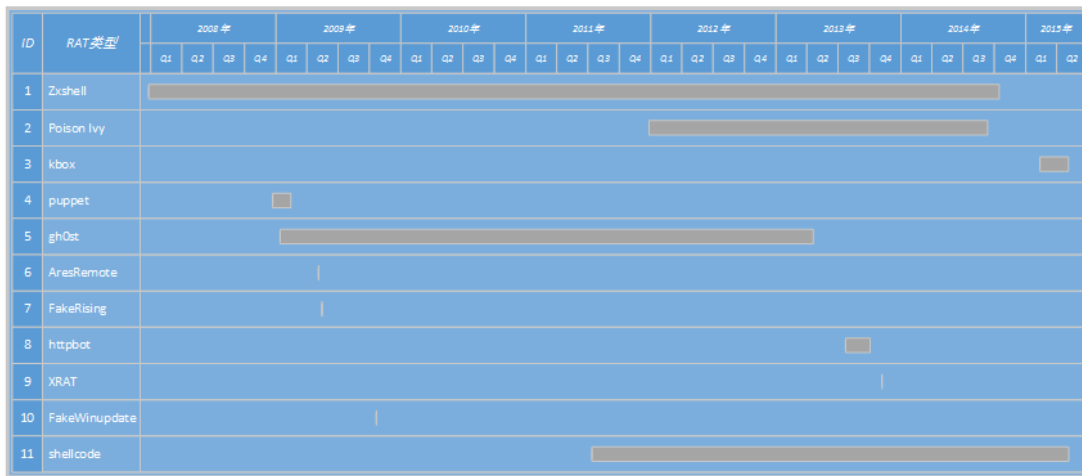 ID RAT类型 2008年 2009年 2010年 2011年 2012年 2013年 2014年 2015年
Q1 Q2 Q3 Q4 Q1 Q2 Q3 Q4 Q1 Q2 Q3 Q4 Q1 Q2 Q3 Q4 Q1 Q2 Q3 Q4 Q1 Q2 Q3 Q4 Q1 Q2 Q3 Q4 Q1 Q2
1 Zxshell
2 Poison Ivy
3 kbox
4 puppet
5 gh0st
6 AresRemote
7 FakeRising
8 httpbot
9 XRAT
10 FakeWinupdate
11 shellcode